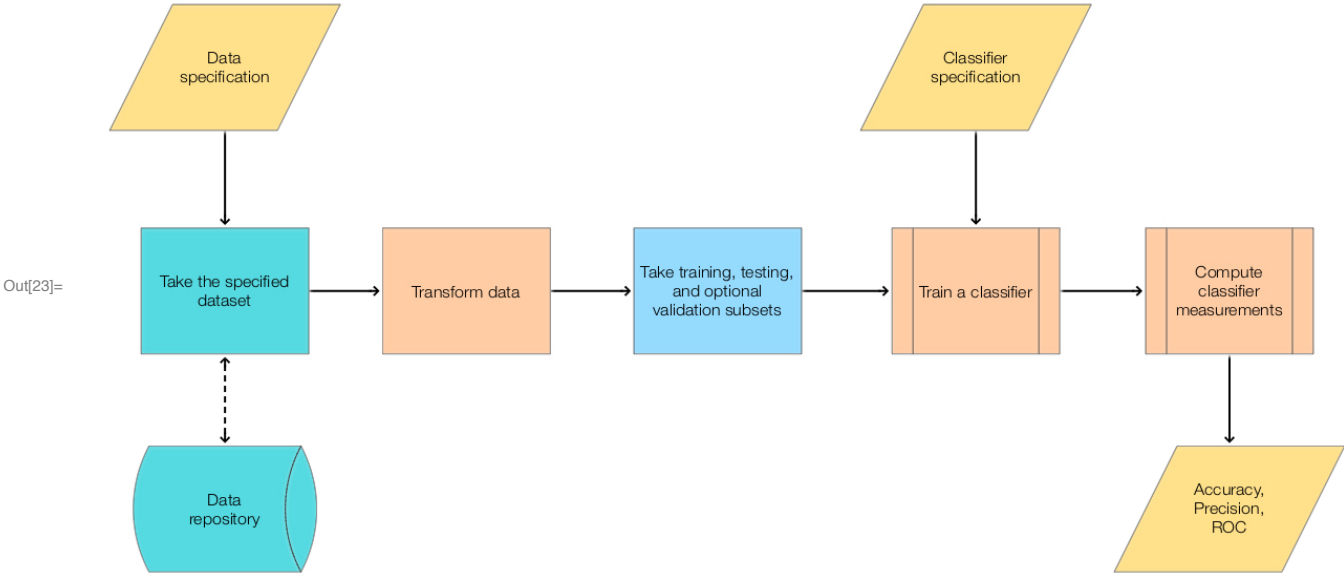 Data
specification
Classifier
specification
Out[23]=
Take the specified
dataset
Transform data
Take training, testing,
and optional
validation subsets
Train a classifier
Compute
classifier
measurements
Data
repository
Accuracy,
Precision,
ROC